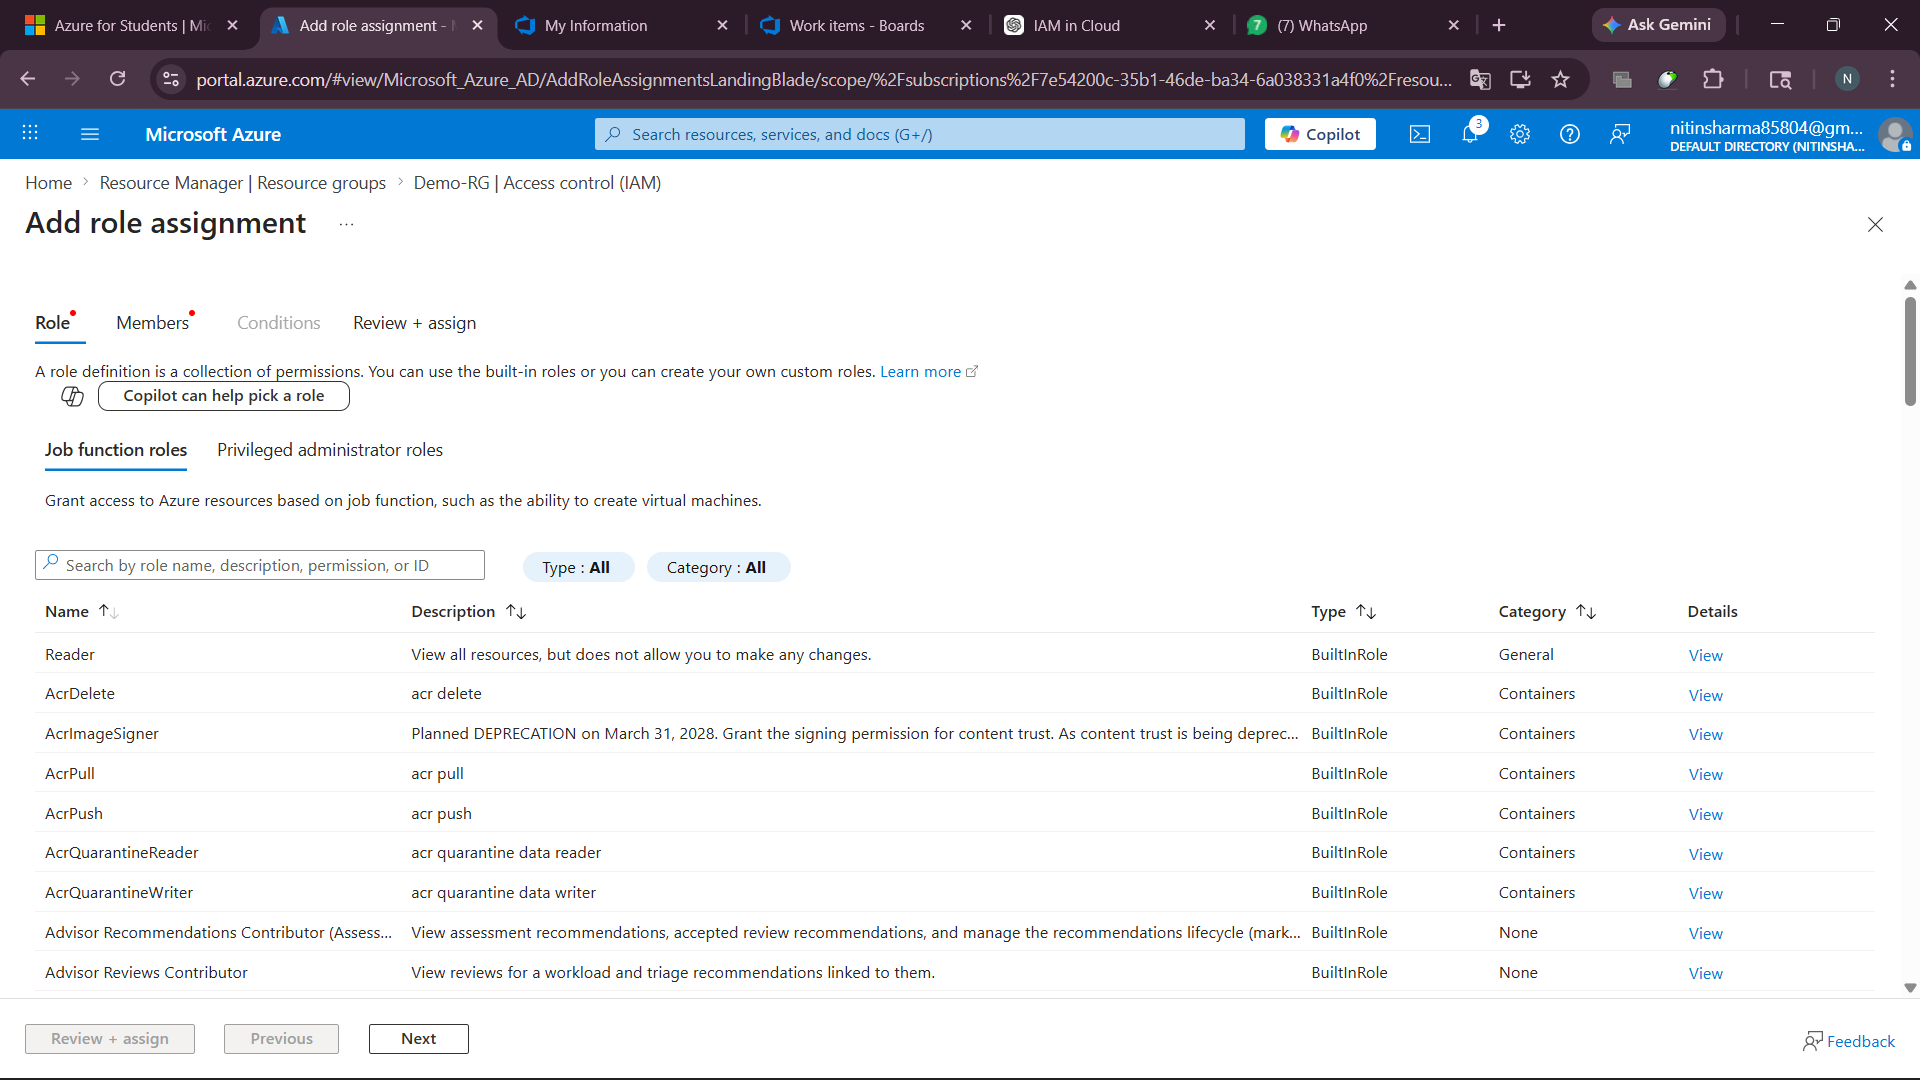 Azure for Students | Mic
Add role assignment - M
My Information
Work items - Boards
IAM in Cloud
(7) WhatsApp
Ask Gemini
portal.azure.com/#view/Microsoft_Azure_AD/AddRoleAssignmentsLandingBlade/scope/%2Fsubscriptions%2F7e54200c-35b1-46de-ba34-6a038331a4f0%2Fresou...
N
Microsoft Azure
Search resources, services, and docs (G+/)
Copilot
3
nitinsharma85804@gm...
DEFAULT DIRECTORY (NITINSHA...
Home
Resource Manager | Resource groups
Demo-RG | Access control (IAM)
Add role assignment ...
Role
Members
Conditions
Review + assign
A role definition is a collection of permissions. You can use the built-in roles or you can create your own custom roles. Learn more
Copilot can help pick a role
Job function roles
Privileged administrator roles
Grant access to Azure resources based on job function, such as the ability to create virtual machines.
Search by role name, description, permission, or ID
Type : All
Category : All
Name Description Type Category Details
Reader View all resources, but does not allow you to make any changes. BuiltInRole General View
AcrDelete acr delete BuiltInRole Containers View
AcrImageSigner Planned DEPRECATION on March 31, 2028. Grant the signing permission for content trust. As content trust is being deprec... BuiltInRole Containers View
AcrPull acr pull BuiltInRole Containers View
AcrPush acr push BuiltInRole Containers View
AcrQuarantineReader acr quarantine data reader BuiltInRole Containers View
AcrQuarantineWriter acr quarantine data writer BuiltInRole Containers View
Advisor Recommendations Contributor (Assess... View assessment recommendations, accepted review recommendations, and manage the recommendations lifecycle (mark... BuiltInRole None View
Advisor Reviews Contributor View reviews for a workload and triage recommendations linked to them. BuiltInRole None View
Review + assign
Previous
Next
Feedback